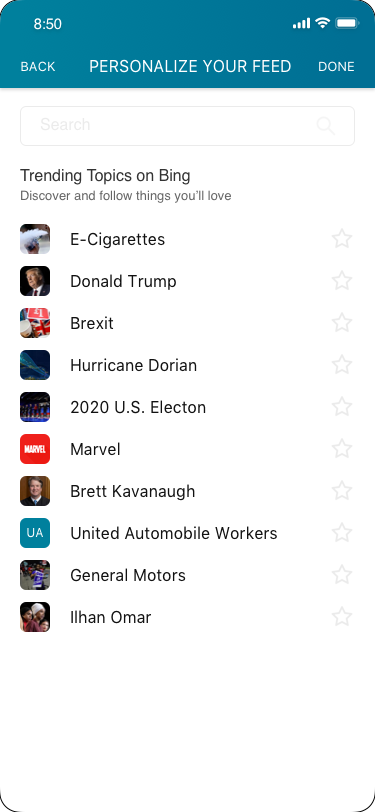 8:50
BACK PERSONALIZE YOUR FEED DONE
Search
Trending Topics on Bing
Discover and follow things you'll love
E-Cigarettes
Donald Trump
Brexit
Hurricane Dorian
2020 U.S. Electon
MARVEL Marvel
Brett Kavanaugh
UA United Automobile Workers
General Motors
Ilhan Omar